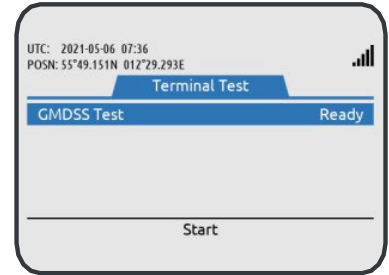 UTC: 2021-05-06 07:36
POSN: 55°49.151N 012°29.293E
Terminal Test
GMDSS Test Ready
Start